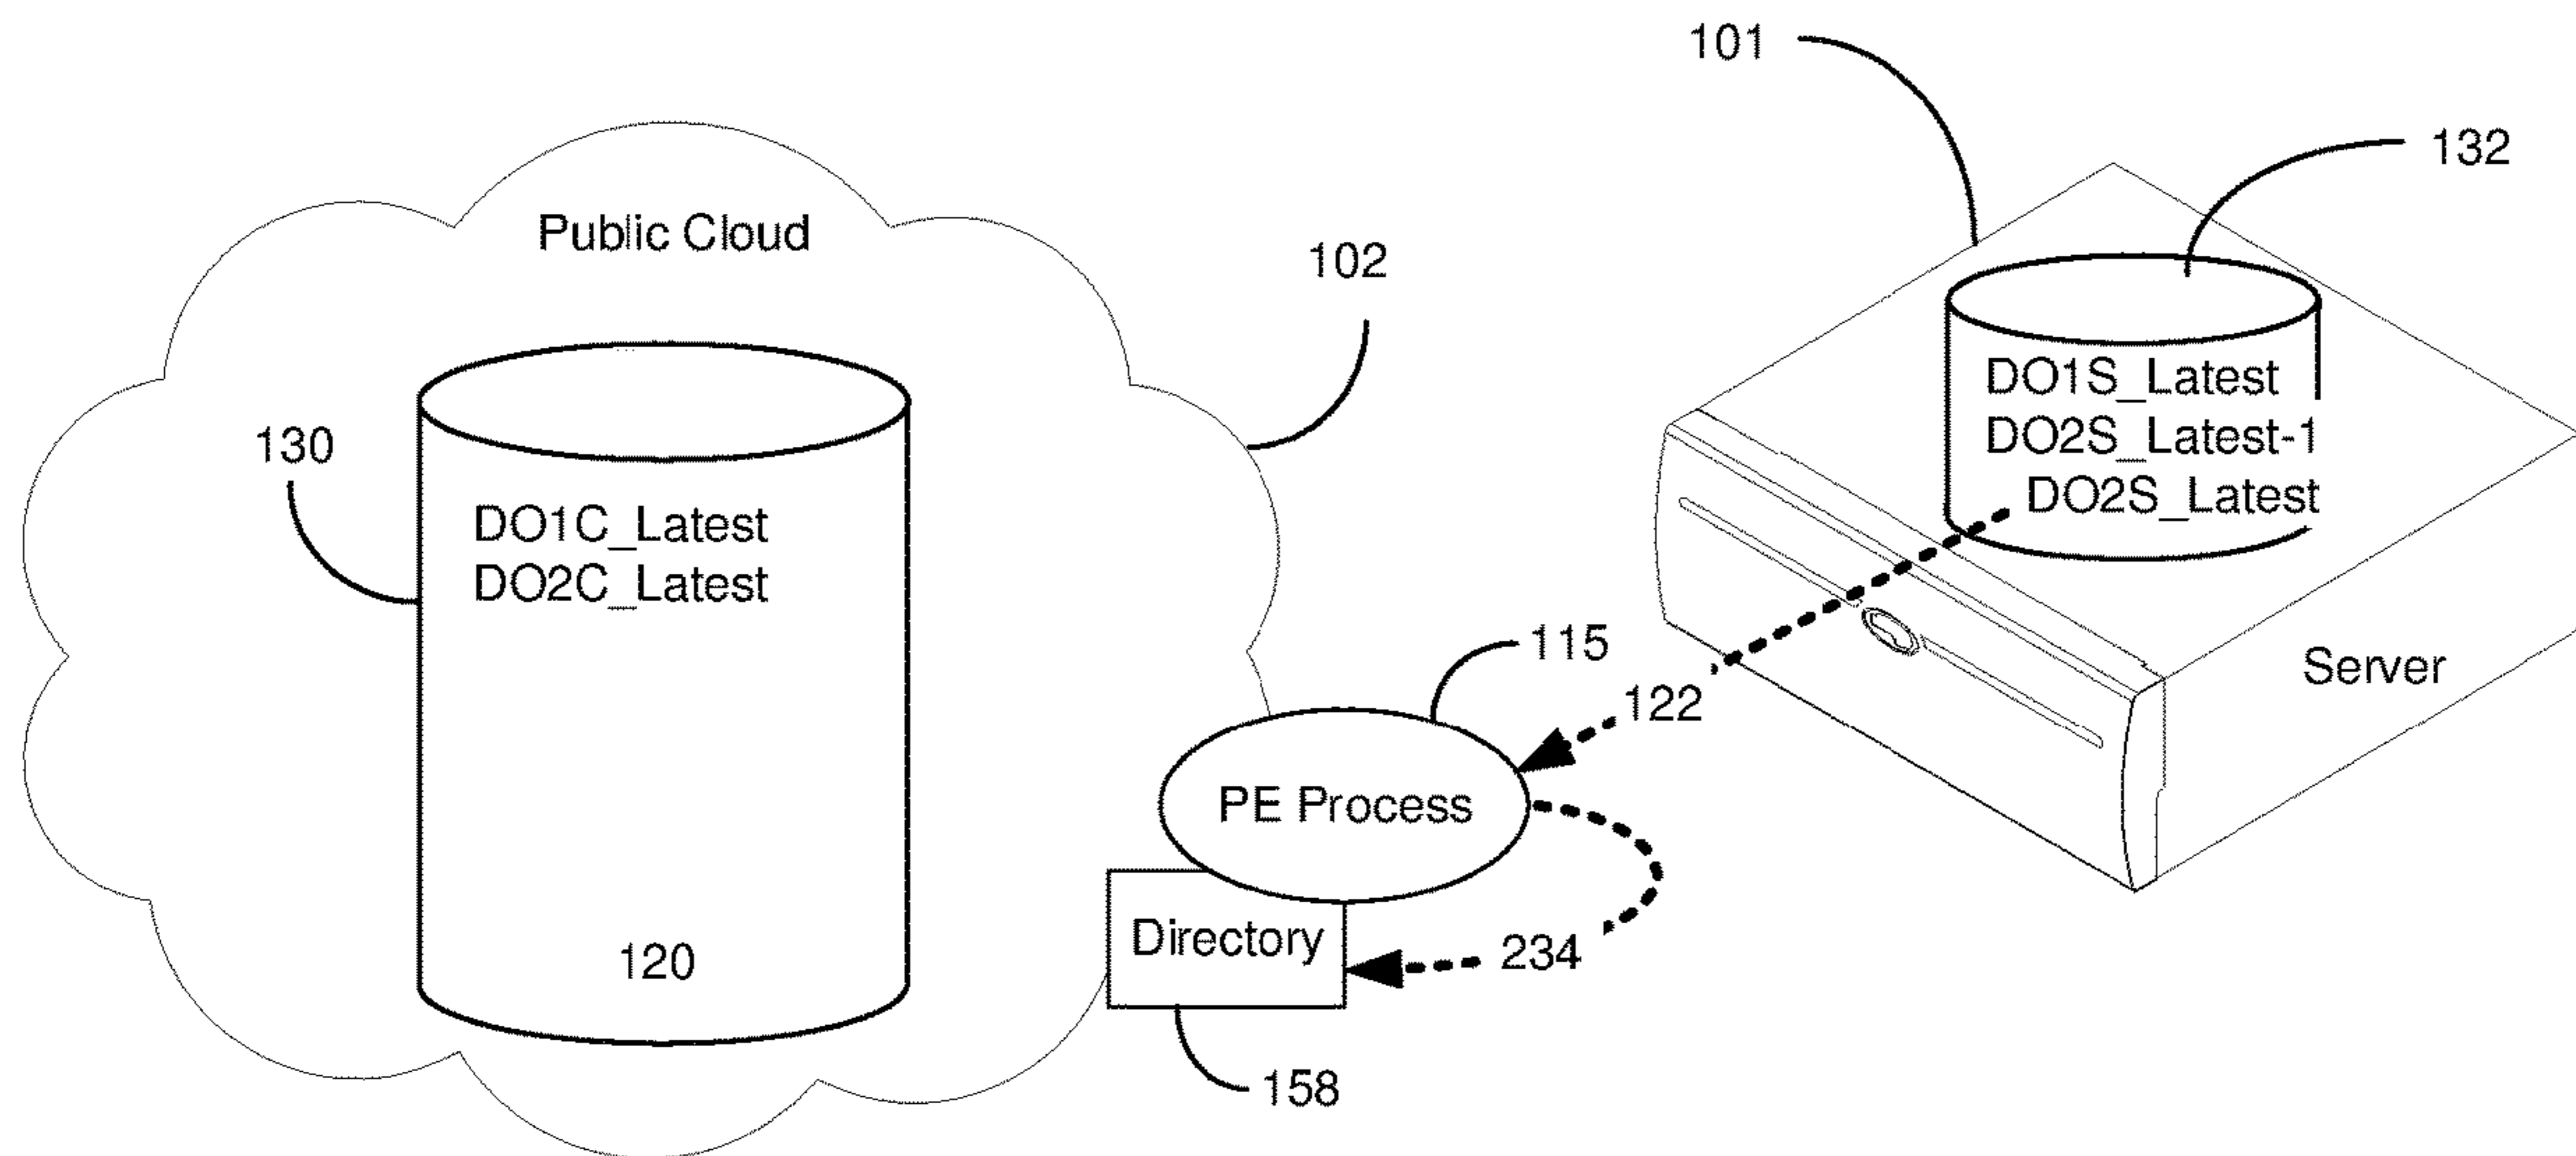 101
132
Public Cloud
102
DO1S_Latest
DO2S_Latest-1
DO2S_Latest
130
DO1C_Latest
DO2C_Latest
115
Server
122
PE Process
Directory
234
120
158